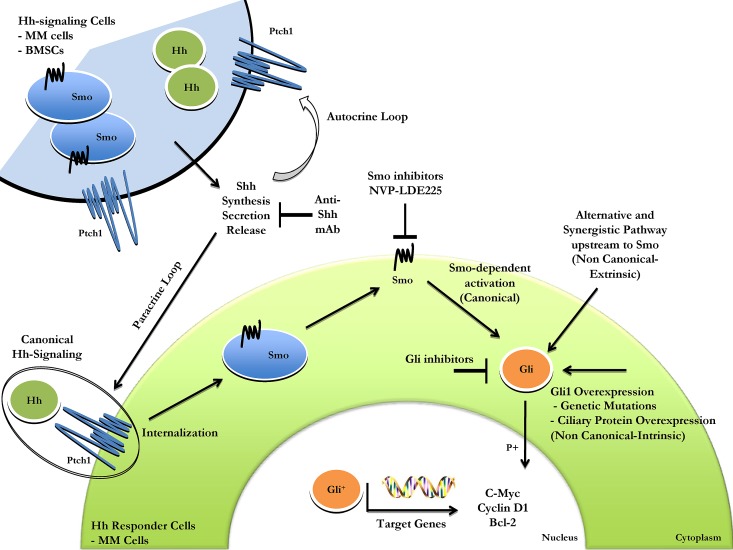 Hh-signaling Cells
- MM cells
- BMSCs
Ptch1
Hh
Hh
Smo
Smo
Ptch1
Autocrine Loop
Shh
Synthesis
Secretion
Release
Anti-
Shh
mAb
Smo inhibitors
NVP-LDE225
Alternative and
Synergistic Pathway
upstream to Smo
(Non Canonical-
Extrinsic)
Paracrine Loop
Smo
Smo-dependent
activation
(Canonical)
Canonical
Hh-Signaling
Hh
Ptch1
Internalization
Smo
Gli inhibitors
Gli
Gli1 Overexpression
- Genetic Mutations
- Ciliary Protein Overexpression
(Non Canonical-Intrinsic)
P+
Gli⁺
Target Genes
C-Myc
Cyclin D1
Bcl-2
Hh Responder Cells
- MM Cells
Nucleus
Cytoplasm